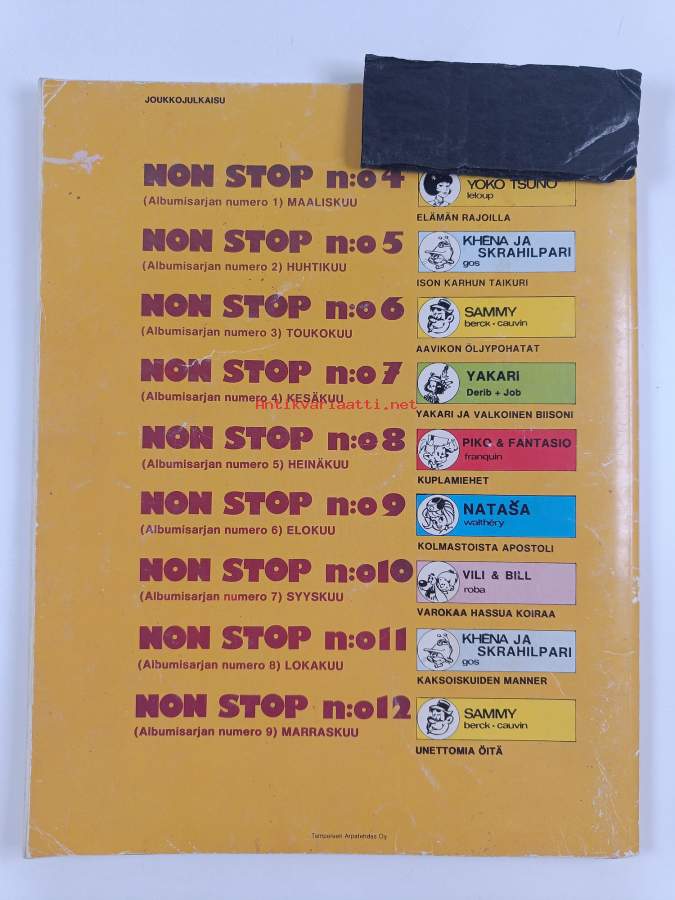 JOUKKOJULKAISU
NON STOP n:o 4
(Albumisarjan numero 1) MAALISKUU
YOKO TSUNO
leloup
ELÄMÄN RAJOILLA
NON STOP n:o 5
(Albumisarjan numero 2) HUHTIKUU
KHENA JA
SKRAHILPARI
gos
ISON KARHUN TAIKURI
NON STOP n:o 6
(Albumisarjan numero 3) TOUKOKUU
SAMMY
berck · cauvin
AAVIKON ÖLJYPOHATAT
NON STOP n:o 7
(Albumisarjan numero 4) KESÄKUU
YAKARI
Derib + Job
YAKARI JA VALKOINEN BIISONI
Antikvariaatti.net
NON STOP n:o 8
(Albumisarjan numero 5) HEINÄKUU
PIKO & FANTASIO
franquin
KUPLAMIEHET
NON STOP n:o 9
(Albumisarjan numero 6) ELOKUU
NATAŠA
walthéry
KOLMASTOISTA APOSTOLI
NON STOP n:o 10
(Albumisarjan numero 7) SYYSKUU
VILI & BILL
roba
VAROKAA HASSUA KOIRAA
NON STOP n:o 11
(Albumisarjan numero 8) LOKAKUU
KHENA JA
SKRAHILPARI
gos
KAKSOISKUIDEN MANNER
NON STOP n:o 12
(Albumisarjan numero 9) MARRASKUU
SAMMY
berck · cauvin
UNETTOMIA ÖITÄ
Tampereen Arpatehdas Oy